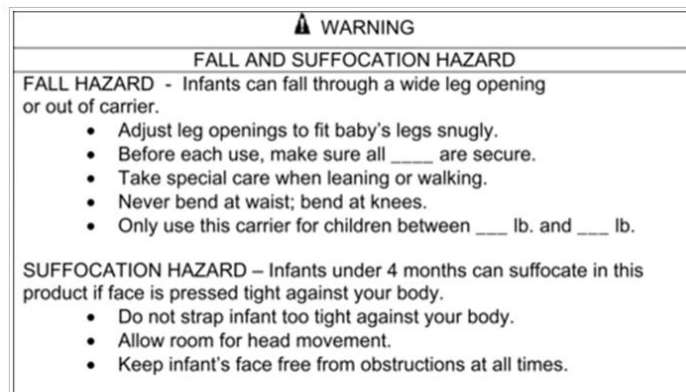 ⚠ WARNING
FALL AND SUFFOCATION HAZARD
FALL HAZARD - Infants can fall through a wide leg opening
or out of carrier.
• Adjust leg openings to fit baby's legs snugly.
• Before each use, make sure all ____ are secure.
• Take special care when leaning or walking.
• Never bend at waist; bend at knees.
• Only use this carrier for children between ___ lb. and ___ lb.
SUFFOCATION HAZARD – Infants under 4 months can suffocate in this
product if face is pressed tight against your body.
• Do not strap infant too tight against your body.
• Allow room for head movement.
• Keep infant's face free from obstructions at all times.